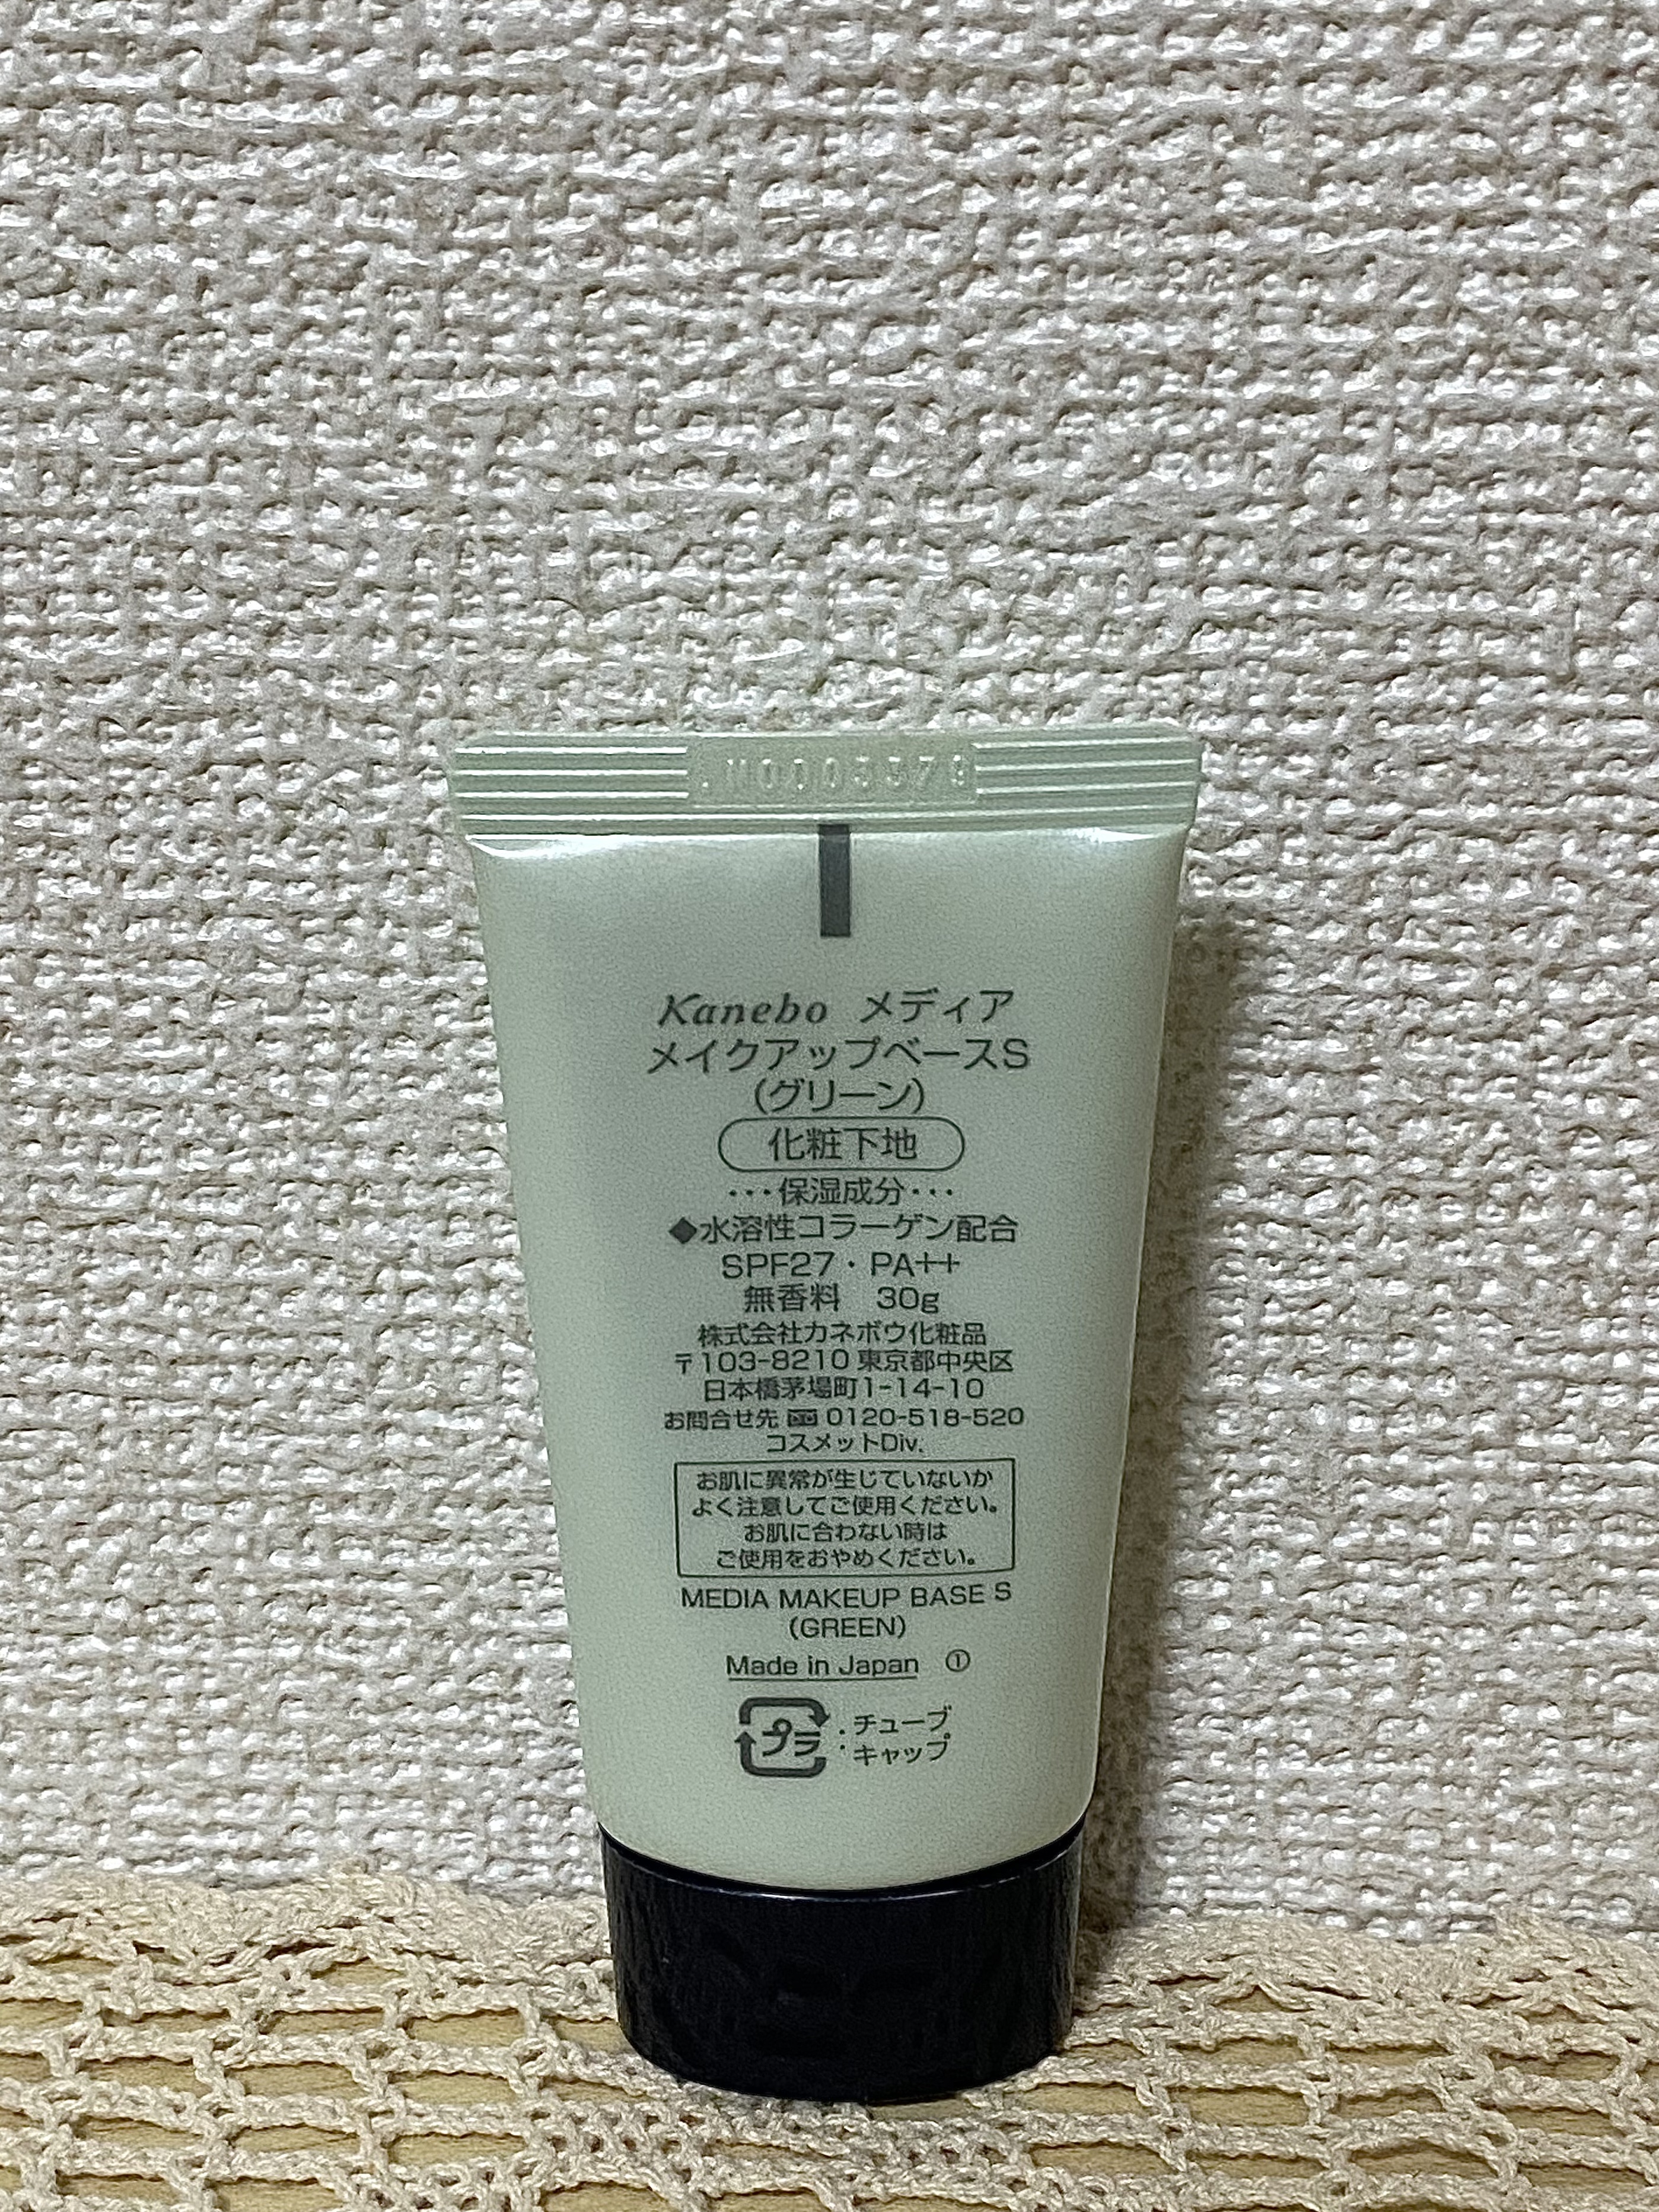 Kanebo メディア
メイクアップベースS
(グリーン)
化粧下地
･･･保湿成分･･･
◆水溶性コラーゲン配合
SPF27・PA++
無香料 30g
株式会社カネボウ化粧品
〒103-8210 東京都中央区
日本橋茅場町1-14-10
お問合せ先 0120-518-520
コスメットDiv.
お肌に異常が生じていないか
よく注意してご使用ください。
お肌に合わない時は
ご使用をおやめください。
MEDIA MAKEUP BASE S
(GREEN)
Made in Japan ①
プラ : チューブ
キャップ